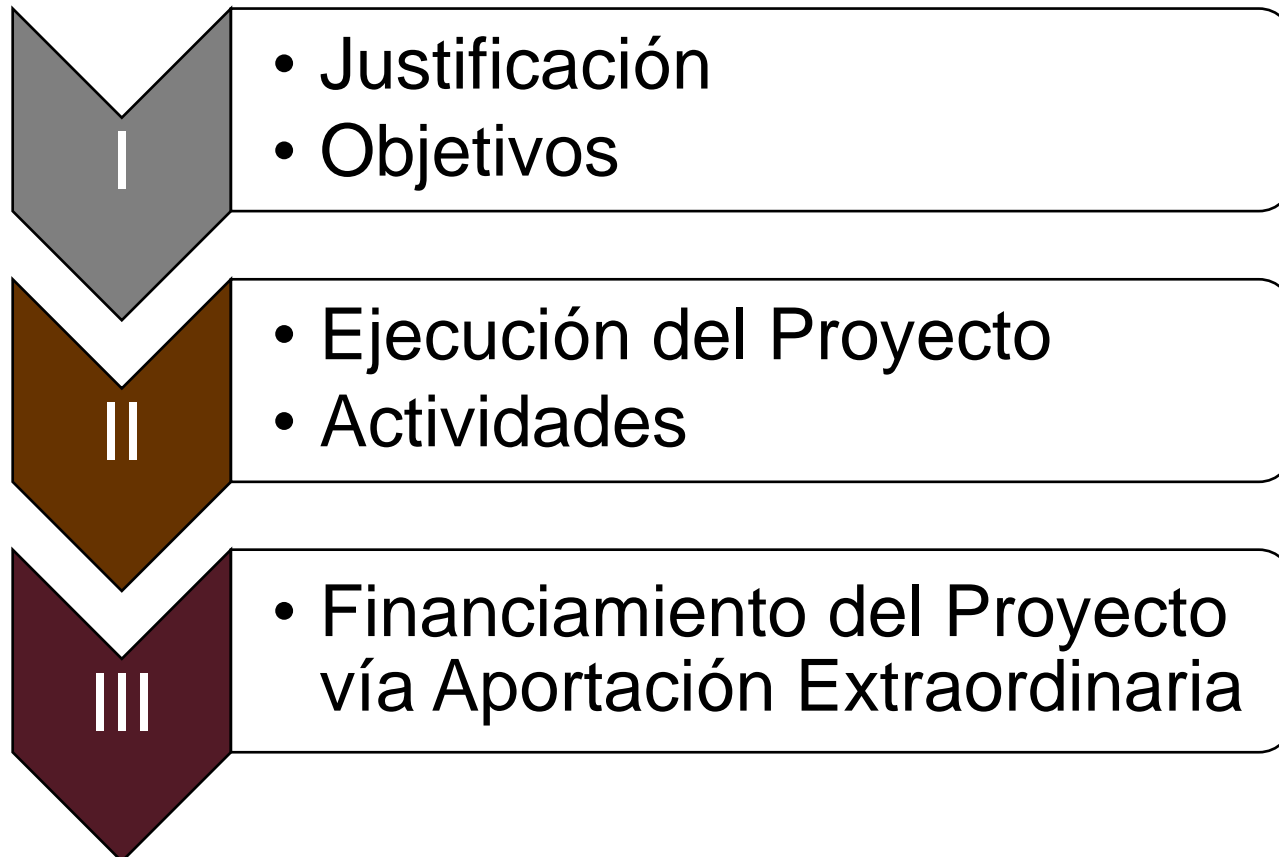 I
• Justificación
• Objetivos
II
• Ejecución del Proyecto
• Actividades
III
• Financiamiento del Proyecto
vía Aportación Extraordinaria